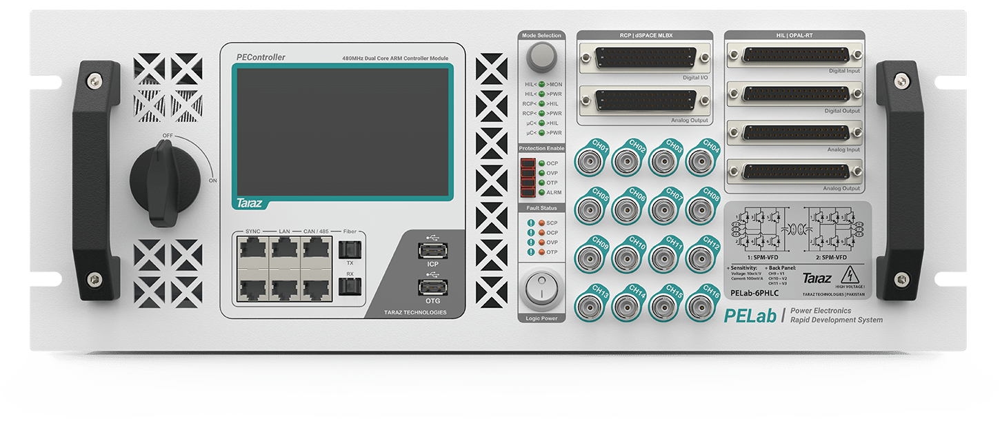 OFF
ON
PEController
480MHz Dual Core ARM Controller Module
Taraz
SYNC
LAN
CAN / 485
Fiber
TX
RX
ICP
OTG
TARAZ TECHNOLOGIES
Mode Selection
HIL< >MON
HIL< >PWR
RCP< >HIL
RCP< >PWR
µC< >HIL
µC< >PWR
Protection Enable
OCP
OVP
OTP
ALRM
Fault Status
SCP
OCP
OVP
OTP
Logic Power
RCP | dSPACE MLBX
Digital I/O
Analog Output
HIL | OPAL-RT
Digital Input
Digital Output
Analog Input
Analog Output
CH01 CH02 CH03 CH04
CH05 CH06 CH07 CH08
CH09 CH10 CH11 CH12
CH13 CH14 CH15 CH16
1: SPM-VFD
2: SPM-VFD
+ Sensitivity:
Voltage: 10mV/V
Current: 100mV/A
+ Back Panel:
CH9 = V1
CH10 = V2
CH11 = V3
Taraz
HIGH VOLTAGE !
PELab-6PHLC
TARAZ TECHNOLOGIES | PAKISTAN
PELab | Power Electronics
Rapid Development System